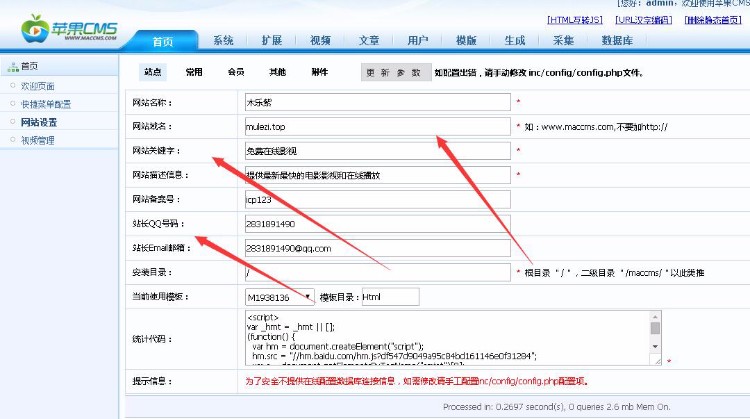 [您好：admin，欢迎使用苹果CMS
苹果CMS
WWW.MACCMS.COM
[HTML互转JS] [URL汉字编码] [删除静态首页]
首页 系统 扩展 视频 文章 用户 模版 生成 采集 数据库
首页
欢迎页面
快捷菜单配置
网站设置
视频管理
站点 常用 会员 其他 附件 更 新 参 数 如配置出错，请手动修改 inc/config/config.php文件。
网站名称： 木乐紫 *
网站域名： mulezi.top * 如：www.maccms.com,不要加http://
网站关键字： 免费在线影视 *
网站描述信息： 提供最新最快的电影影视和在线播放 *
网站备案号： icp123
站长QQ号码： 2831891490
站长Email邮箱： 2831891490@qq.com
安装目录： / * 根目录 "/"，二级目录 "/maccms/"以此类推
当前使用模板： M1938136 模板目录： Html
统计代码：
<script>
var _hmt = _hmt || [];
(function() {
var hm = document.createElement("script");
hm.src = "//hm.baidu.com/hm.js?df547d9049a95c84bd161146e0f31284";
*
提示信息： 为了安全不提供在线配置数据库连接信息，如需修改请手工配置inc/config/config.php配置项。
Processed in: 0.2697 second(s), 0 queries 2.6 mb Mem On.